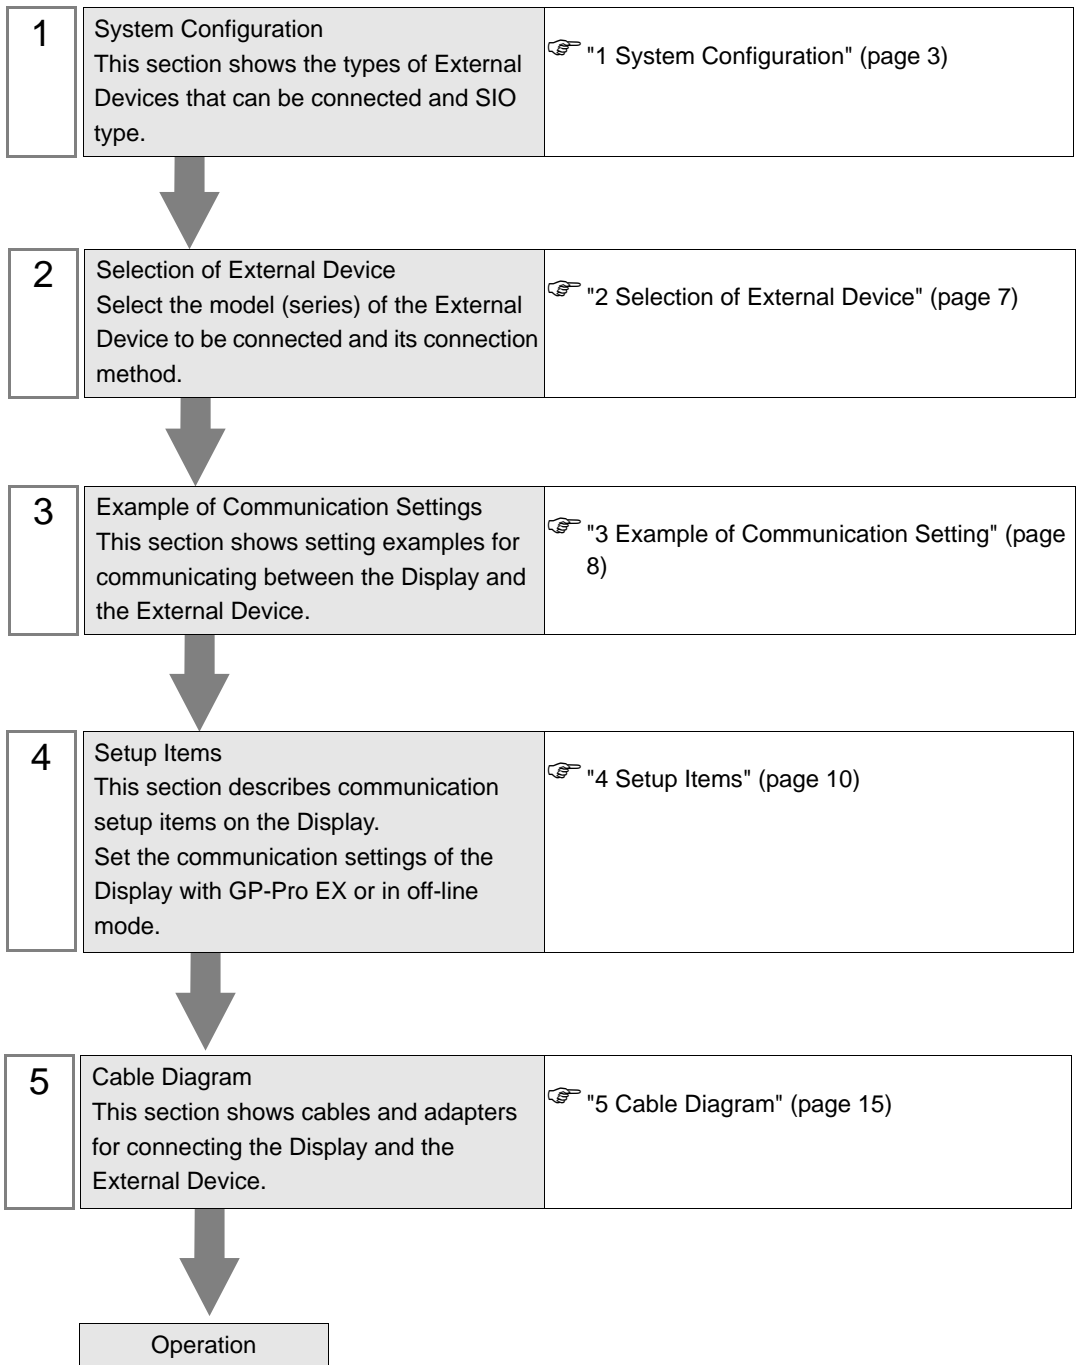 1
System Configuration
This section shows the types of External
Devices that can be connected and SIO
type.
"1 System Configuration" (page 3)
2
Selection of External Device
Select the model (series) of the External
Device to be connected and its connection
method.
"2 Selection of External Device" (page 7)
3
Example of Communication Settings
This section shows setting examples for
communicating between the Display and
the External Device.
"3 Example of Communication Setting" (page
8)
4
Setup Items
This section describes communication
setup items on the Display.
Set the communication settings of the
Display with GP-Pro EX or in off-line
mode.
"4 Setup Items" (page 10)
5
Cable Diagram
This section shows cables and adapters
for connecting the Display and the
External Device.
"5 Cable Diagram" (page 15)
Operation